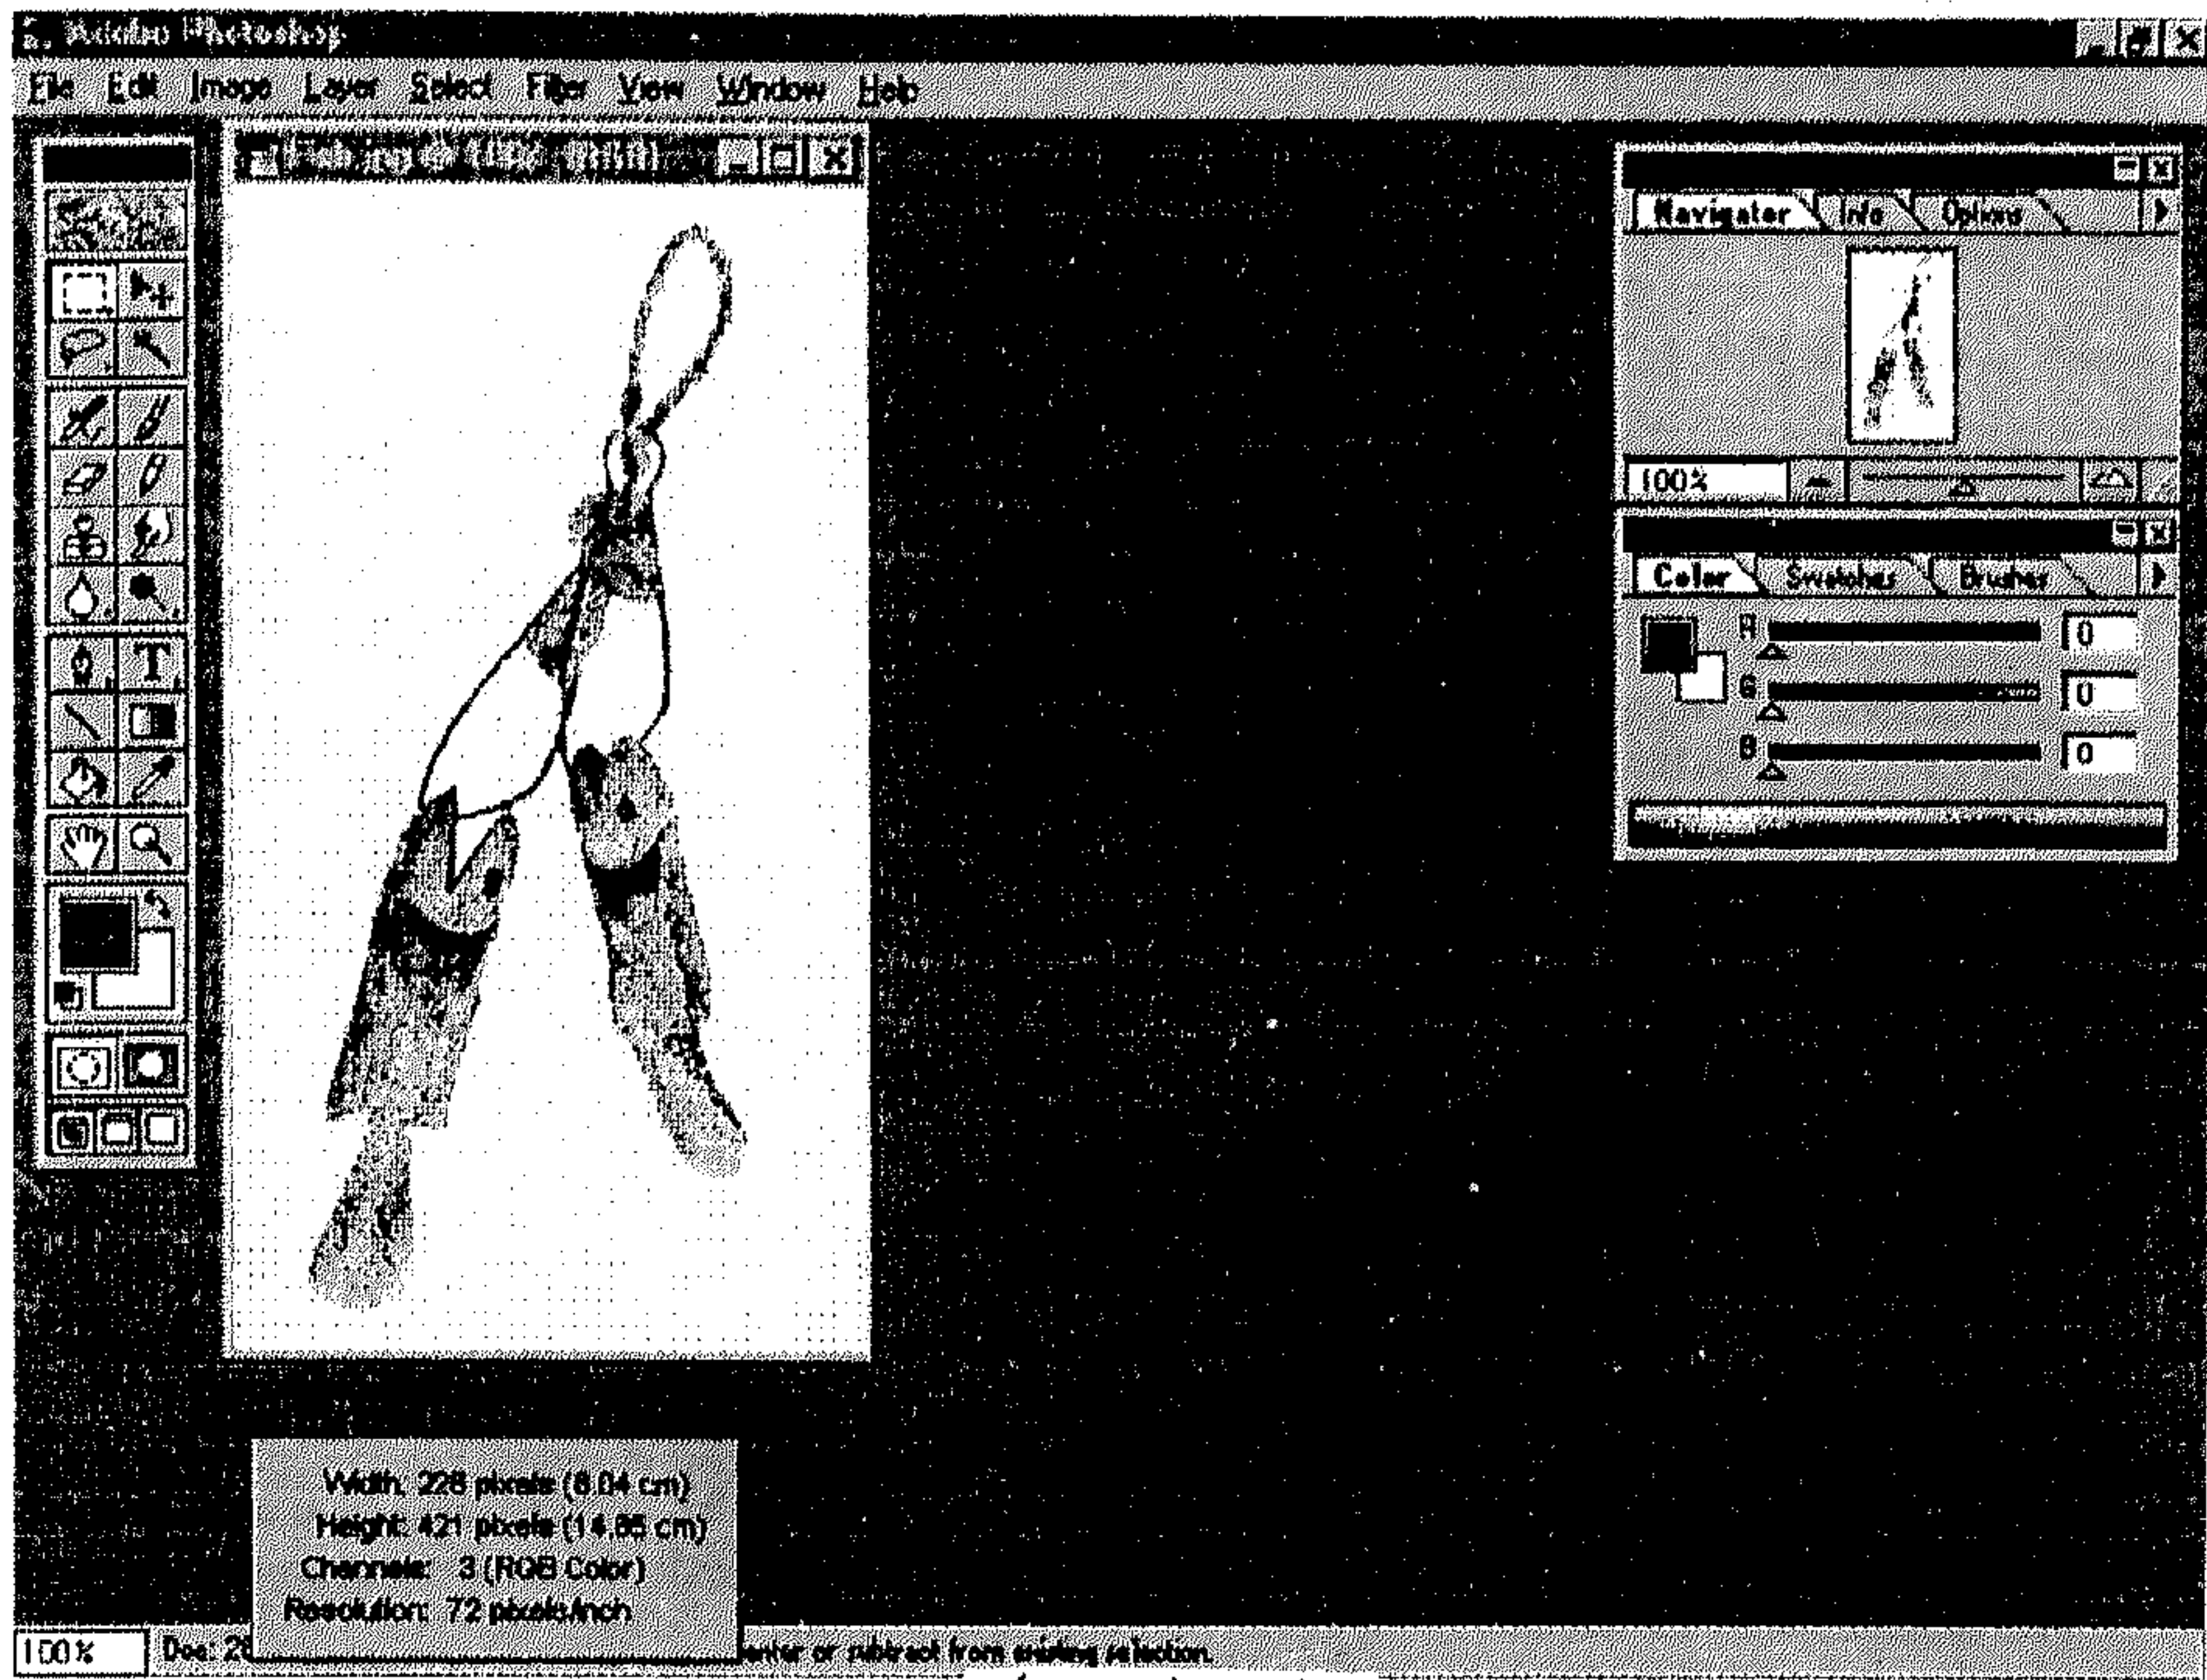 Adobe Photoshop
File Edit Image Layer Select Filter View Window Help
Navigator Info Options
100%
Color Swatches Brushes
R 0
G 0
B 0
T
Width: 228 pixels (8.04 cm)
Height: 421 pixels (14.85 cm)
Channels: 3 (RGB Color)
Resolution: 72 pixels/inch
100% Doc: or subtract from existing selection.